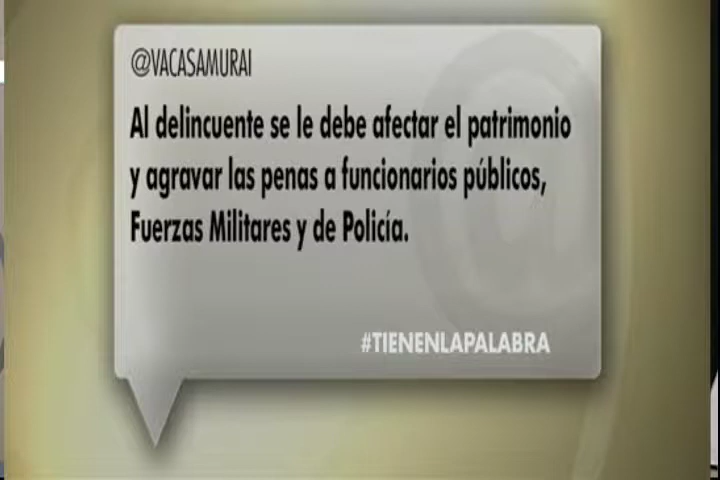 @VACASAMURAI
Al delincuente se le debe afectar el patrimonio
y agravar las penas a funcionarios públicos,
Fuerzas Militares y de Policía.
#TIENENLAPALABRA